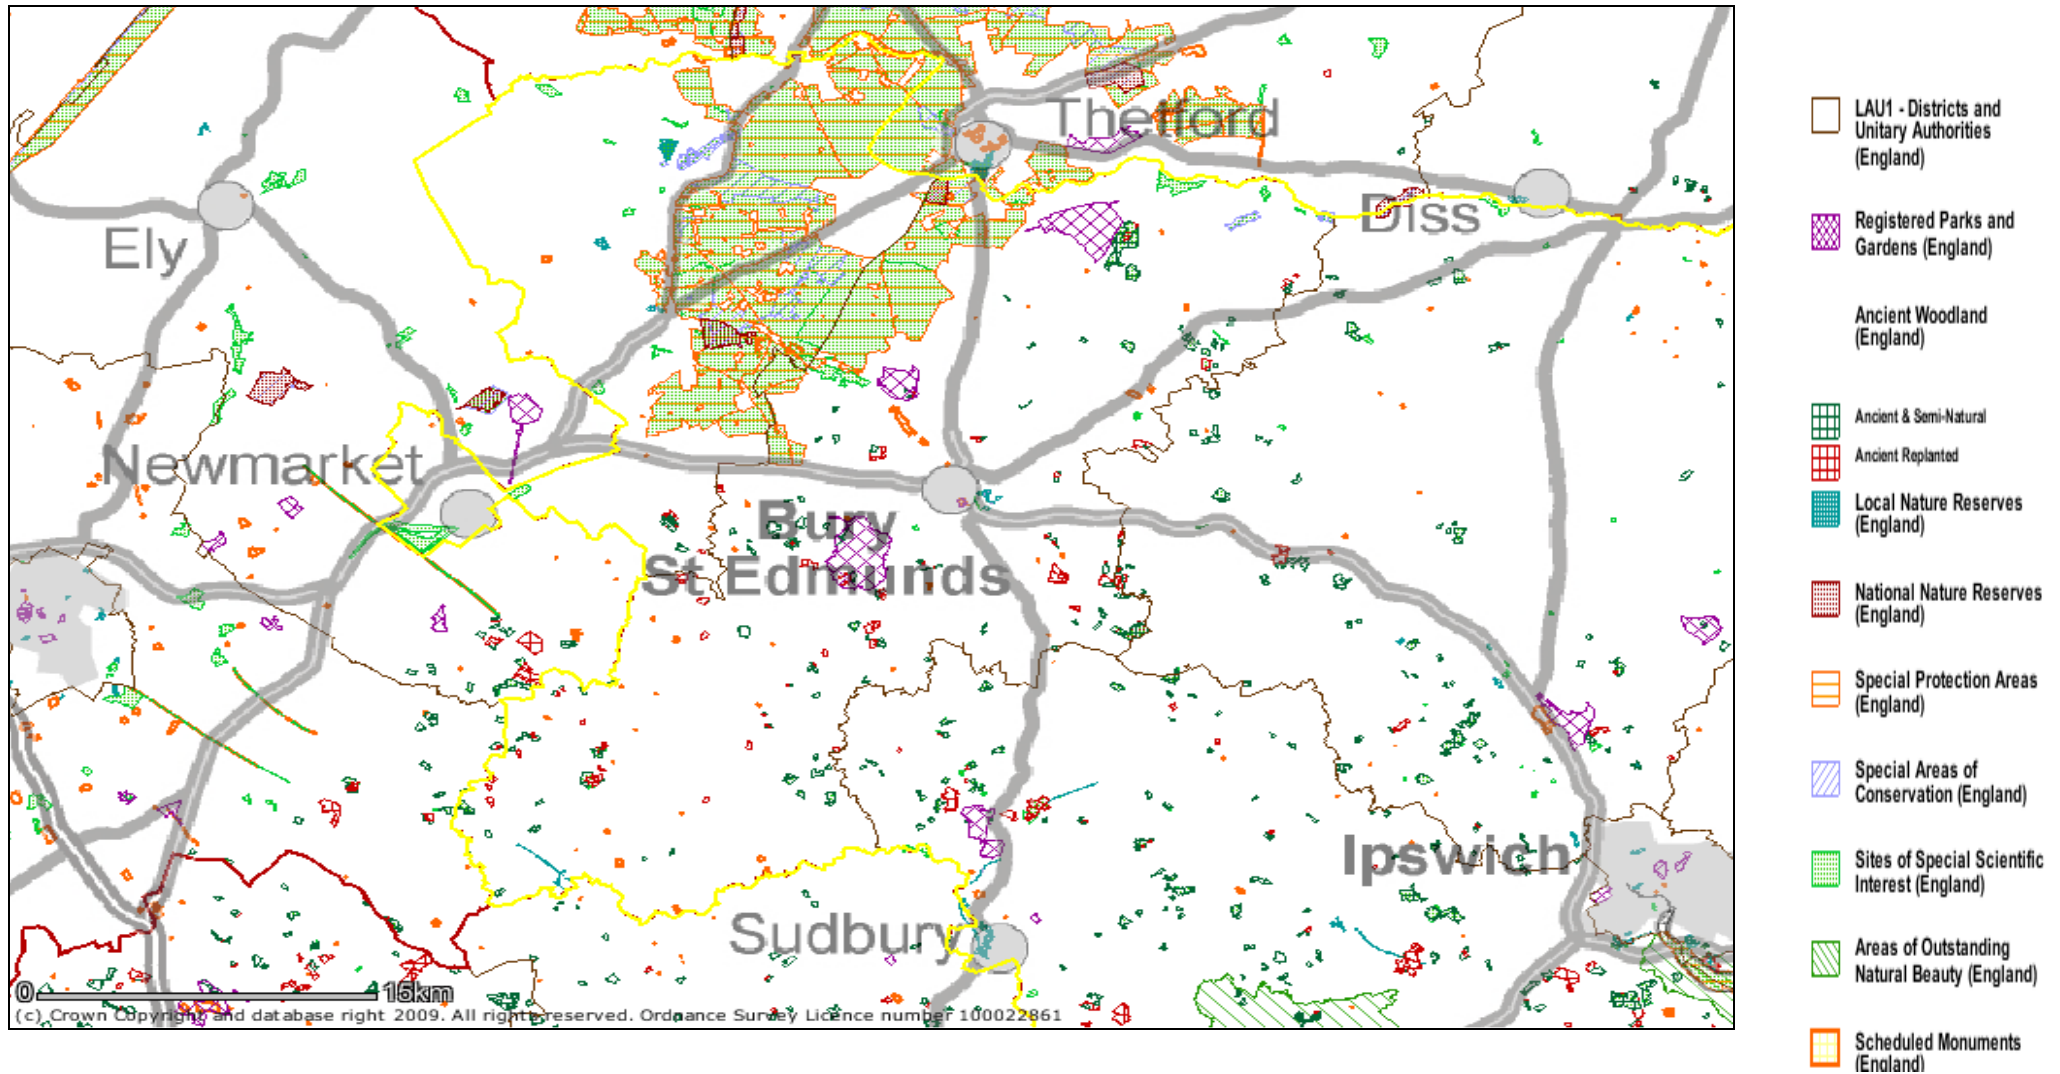 Thetford
Diss
Ely
Newmarket
Bury
St Edmunds
Ipswich
Sudbury
0 15km
(c) Crown Copyright and database right 2009. All rights reserved. Ordnance Survey Licence number 100022861
LAU1 - Districts and
Unitary Authorities
(England)
Registered Parks and
Gardens (England)
Ancient Woodland
(England)
Ancient & Semi-Natural
Ancient Replanted
Local Nature Reserves
(England)
National Nature Reserves
(England)
Special Protection Areas
(England)
Special Areas of
Conservation (England)
Sites of Special Scientific
Interest (England)
Areas of Outstanding
Natural Beauty (England)
Scheduled Monuments
(England)